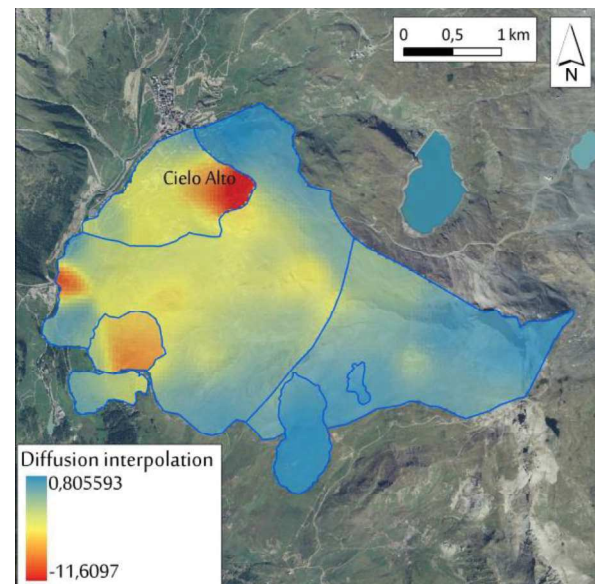 0 0,5 1 km
N
Cielo Alto
Diffusion interpolation
0,805593
-11,6097